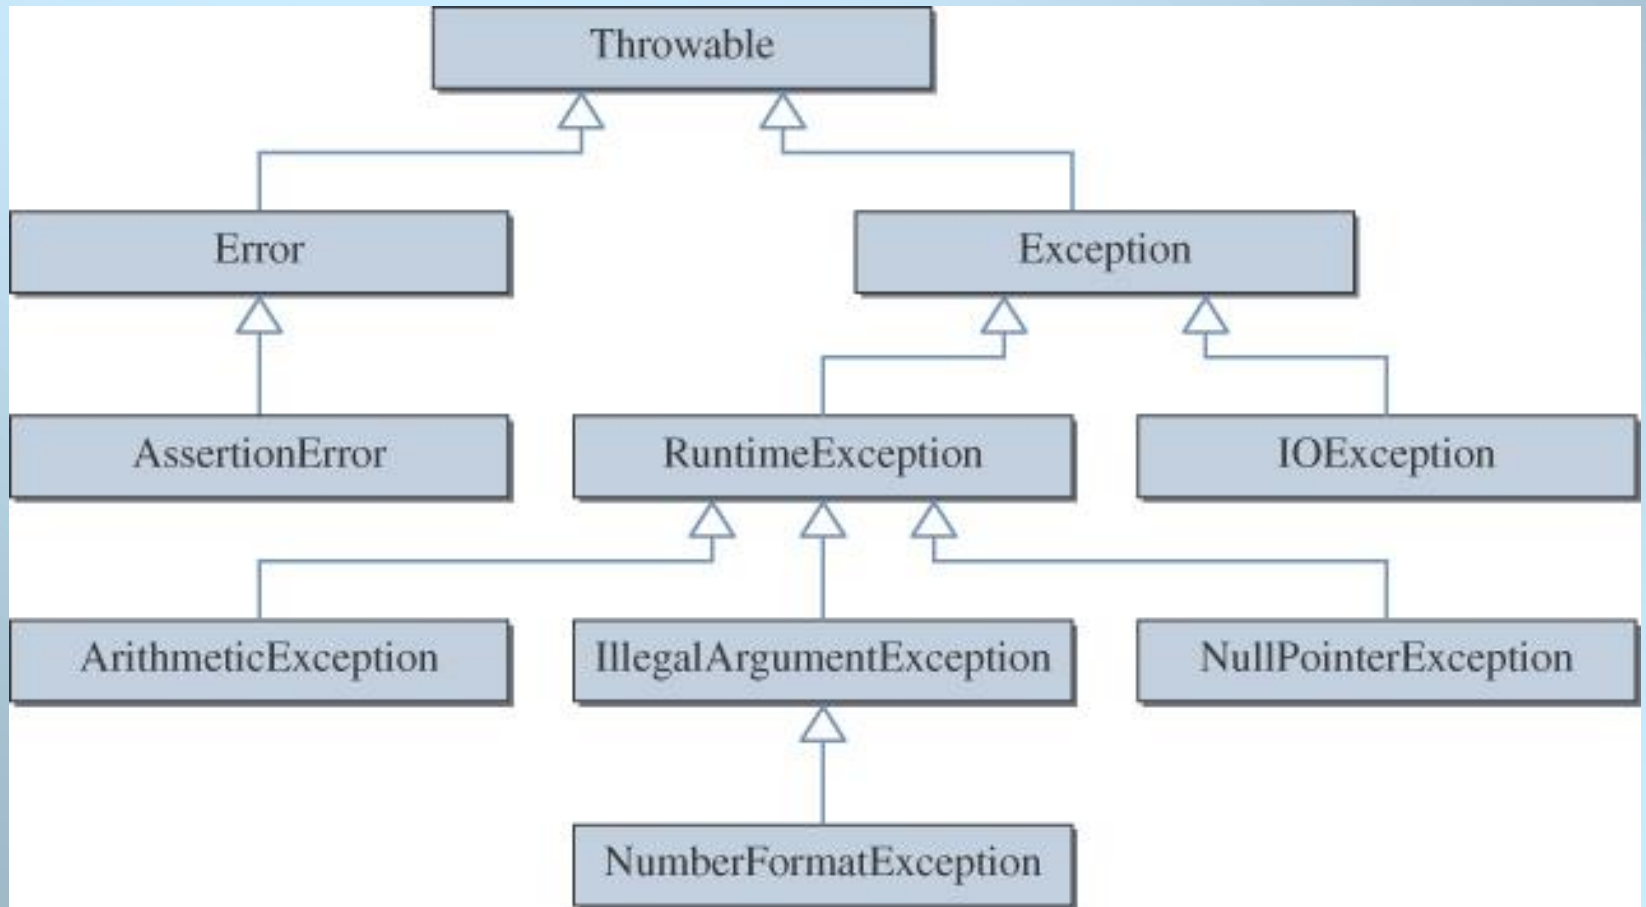 Throwable
Error
Exception
AssertionError
RuntimeException
IOException
ArithmeticException
IllegalArgumentException
NullPointerException
NumberFormatException